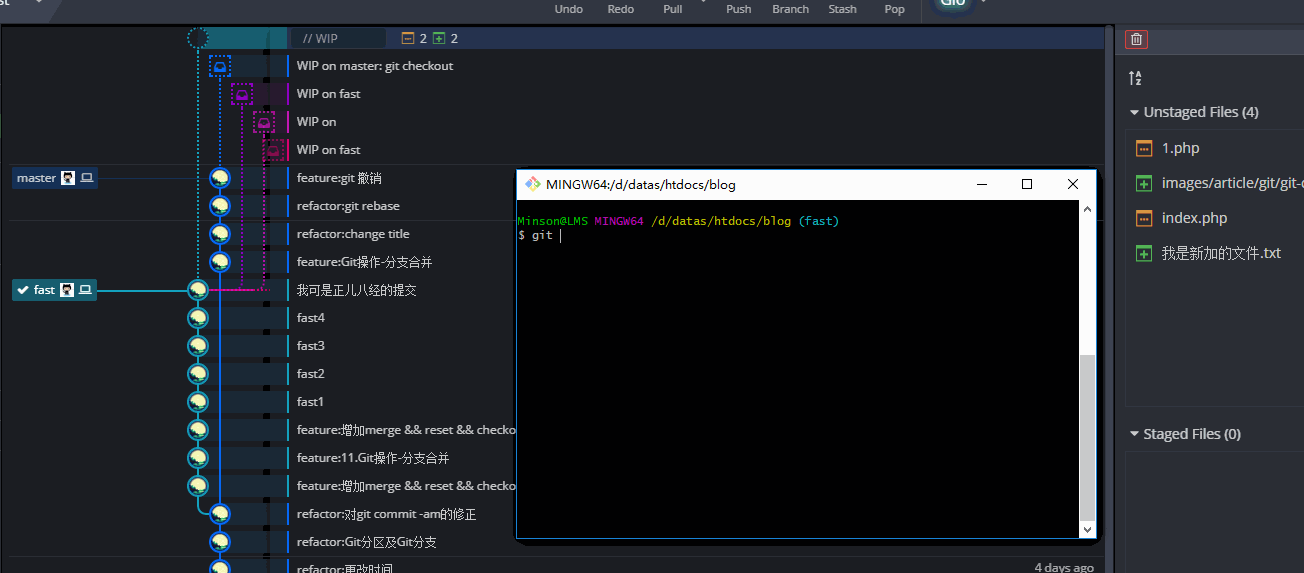 Undo Redo Pull Push Branch Stash Pop Glo
// WIP 2 2
WIP on master: git checkout
WIP on fast
WIP on
WIP on fast
master feature:git 撤销
refactor:git rebase
refactor:change title
feature:Git操作-分支合并
fast 我可是正儿八经的提交
fast4
fast3
fast2
fast1
feature:增加merge && reset && checko
feature:11.Git操作-分支合并
feature:增加merge && reset && checko
refactor:对git commit -am的修正
refactor:Git分区及Git分支
refactor:更改时间 4 days ago
MINGW64:/d/datas/htdocs/blog
Minson@LMS MINGW64 /d/datas/htdocs/blog (fast)
$ git
Unstaged Files (4)
1.php
images/article/git/git-
index.php
我是新加的文件.txt
Staged Files (0)